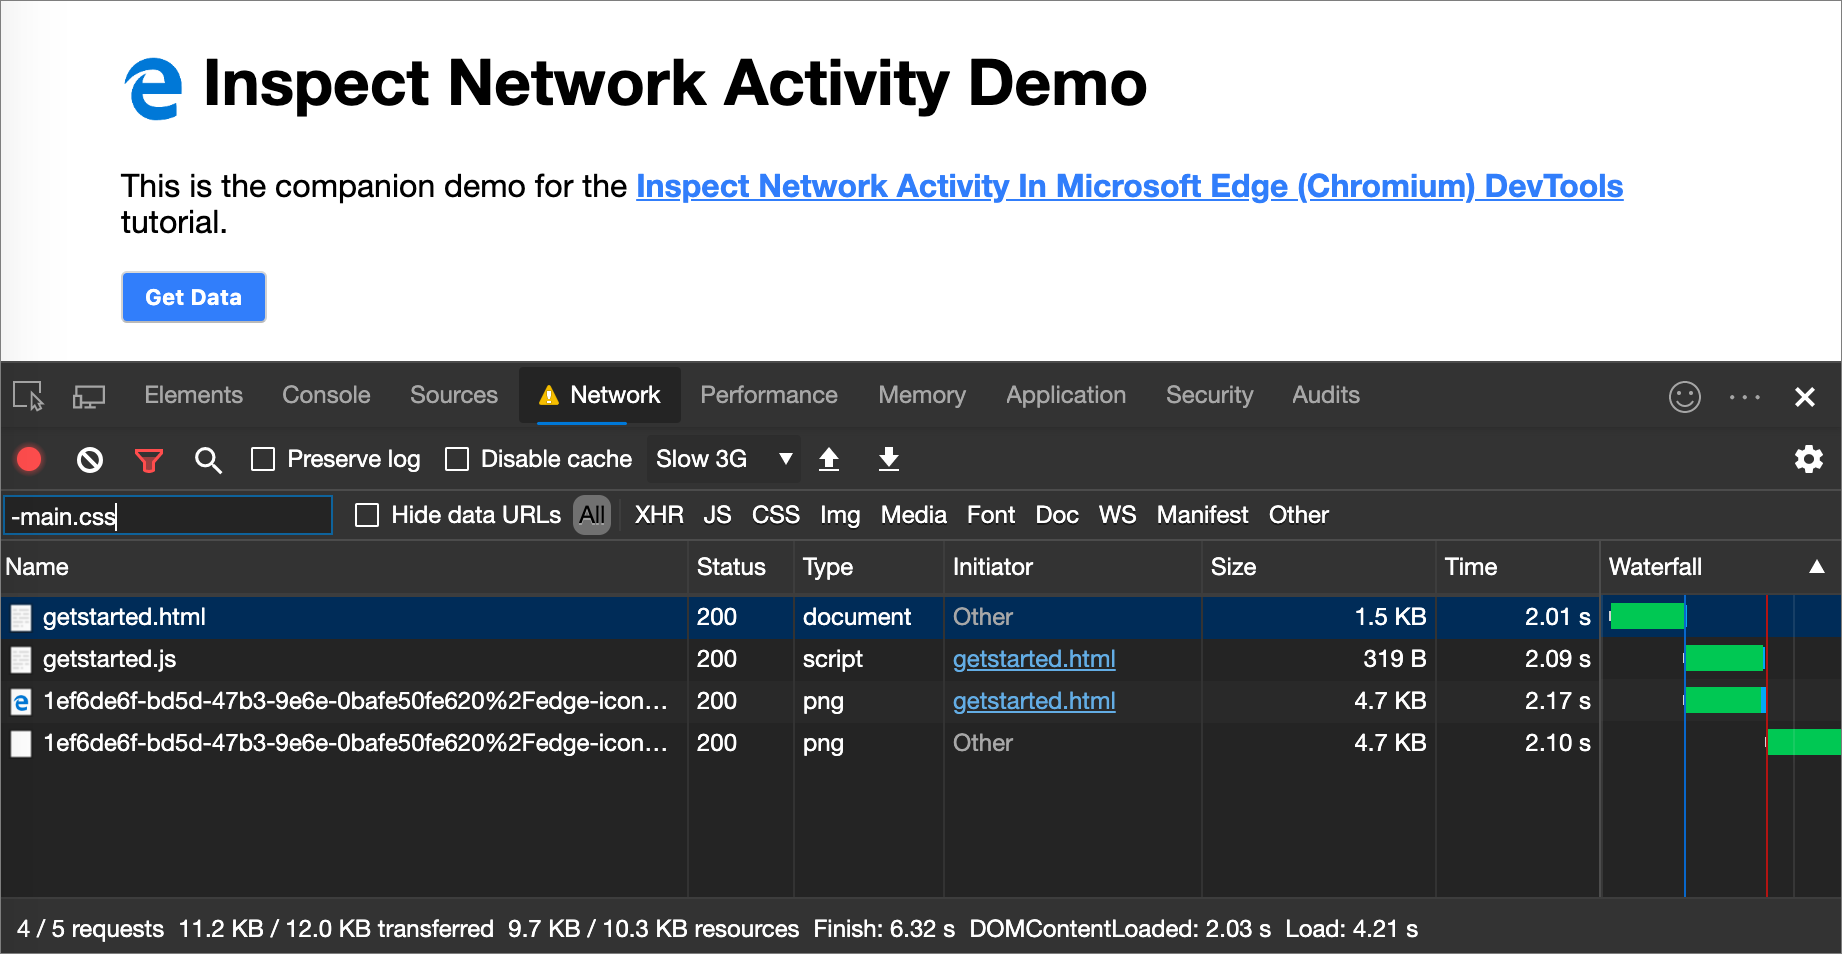 Inspect Network Activity Demo
This is the companion demo for the Inspect Network Activity In Microsoft Edge (Chromium) DevTools
tutorial.
Get Data
Elements Console Sources Network Performance Memory Application Security Audits
Preserve log Disable cache Slow 3G
-main.css Hide data URLs All XHR JS CSS Img Media Font Doc WS Manifest Other
Name Status Type Initiator Size Time Waterfall
getstarted.html 200 document Other 1.5 KB 2.01 s
getstarted.js 200 script getstarted.html 319 B 2.09 s
1ef6de6f-bd5d-47b3-9e6e-0bafe50fe620%2Fedge-icon... 200 png getstarted.html 4.7 KB 2.17 s
1ef6de6f-bd5d-47b3-9e6e-0bafe50fe620%2Fedge-icon... 200 png Other 4.7 KB 2.10 s
4 / 5 requests 11.2 KB / 12.0 KB transferred 9.7 KB / 10.3 KB resources Finish: 6.32 s DOMContentLoaded: 2.03 s Load: 4.21 s